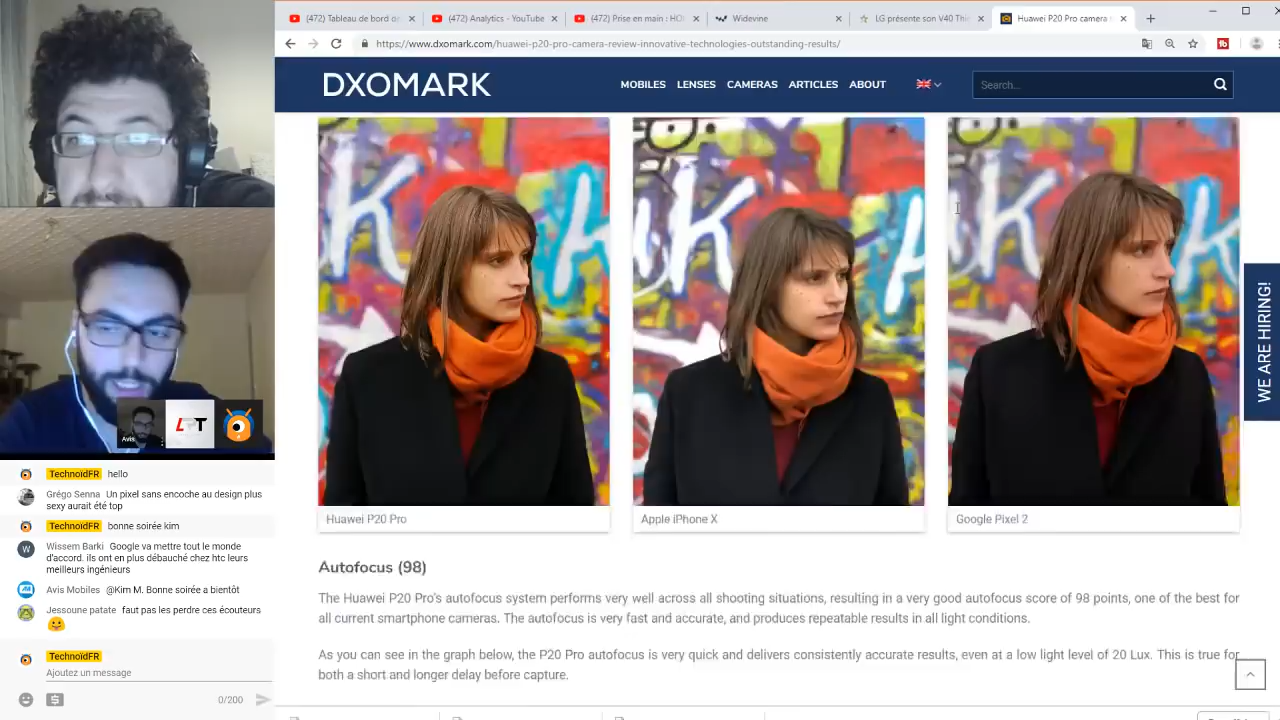 (472) Tableau de bord de
(472) Analytics - YouTube
(472) Prise en main : HO
Widevine
LG présente son V40 Thi
Huawei P20 Pro camera
https://www.dxomark.com/huawei-p20-pro-camera-review-innovative-technologies-outstanding-results/
DXOMARK
MOBILES LENSES CAMERAS ARTICLES ABOUT
Search...
Huawei P20 Pro
Apple iPhone X
Google Pixel 2
WE ARE HIRING!
Autofocus (98)
The Huawei P20 Pro's autofocus system performs very well across all shooting situations, resulting in a very good autofocus score of 98 points, one of the best for
all current smartphone cameras. The autofocus is very fast and accurate, and produces repeatable results in all light conditions.
As you can see in the graph below, the P20 Pro autofocus is very quick and delivers consistently accurate results, even at a low light level of 20 Lux. This is true for
both a short and longer delay before capture.
Avis
LT
TechnoïdFR hello
Grégo Senna Un pixel sans encoche au design plus
sexy aurait été top
TechnoïdFR bonne soirée kim
W
Wissem Barki Google va mettre tout le monde
d'accord. ils ont en plus débauché chez htc leurs
meilleurs ingénieurs
Avis Mobiles @Kim M. Bonne soirée a bientôt
Jessoune patate faut pas les perdre ces écouteurs
TechnoïdFR
Ajoutez un message
0/200